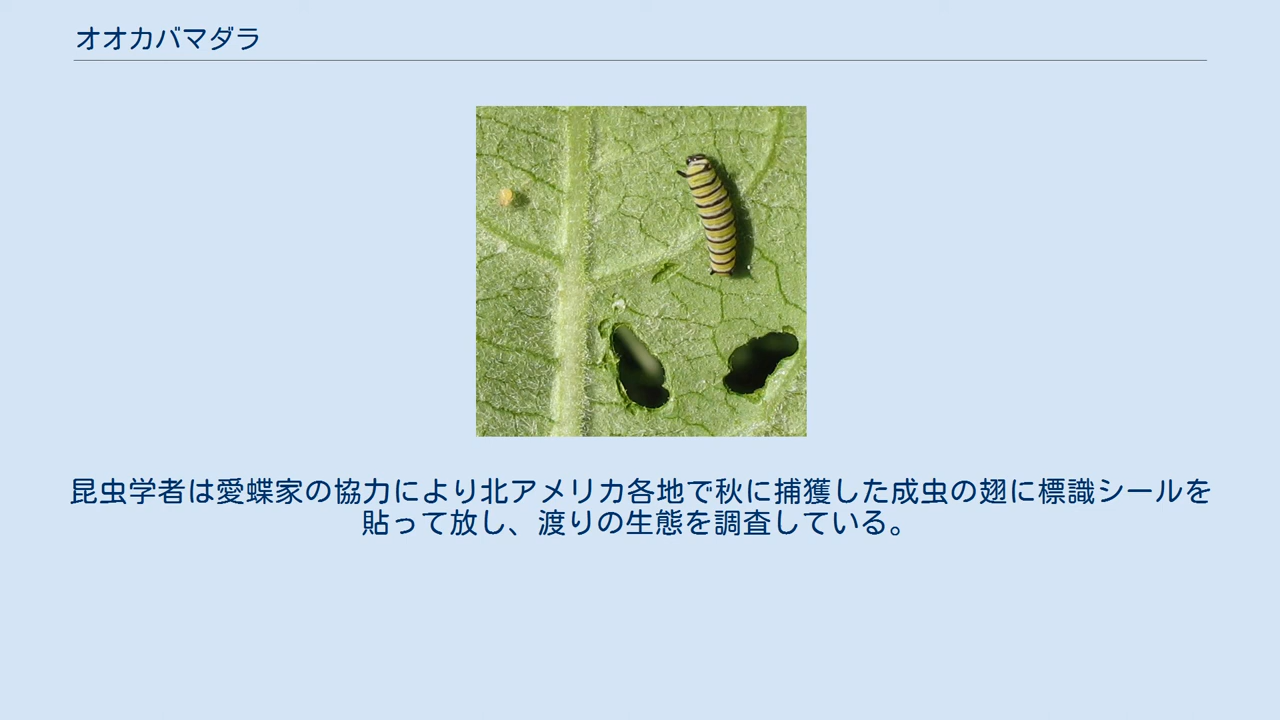 オオカバマダラ
昆虫学者は愛蝶家の協力により北アメリカ各地で秋に捕獲した成虫の翅に標識シールを
貼って放し、渡りの生態を調査している。